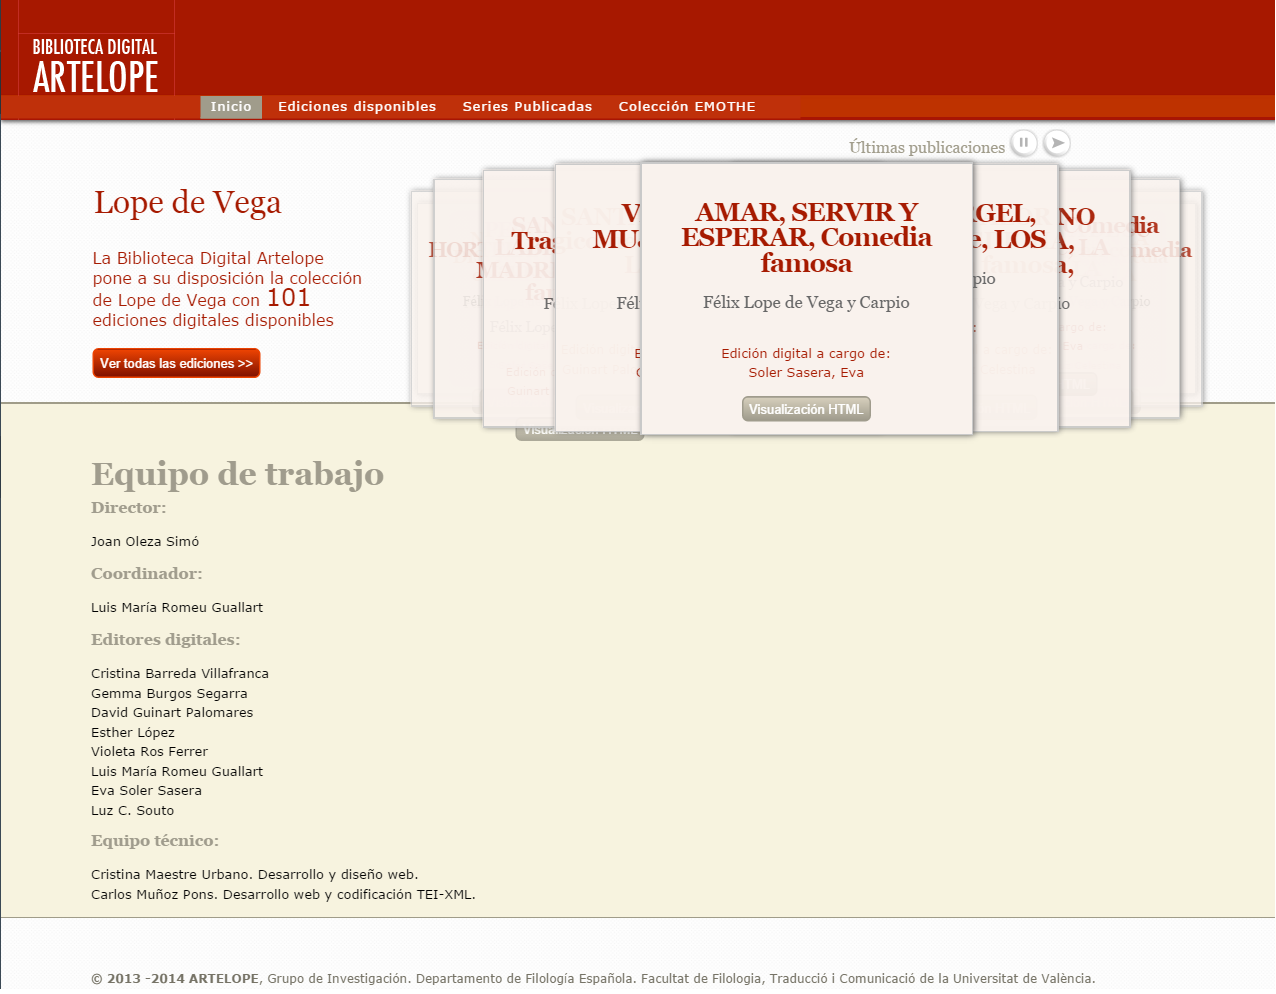 BIBLIOTECA DIGITAL
ARTELOPE
Inicio Ediciones disponibles Series Publicadas Colección EMOTHE
Últimas publicaciones
Lope de Vega
La Biblioteca Digital Artelope
pone a su disposición la colección
de Lope de Vega con 101
ediciones digitales disponibles
Ver todas las ediciones >>
AMAR, SERVIR Y
ESPERAR, Comedia
famosa
Félix Lope de Vega y Carpio
Edición digital a cargo de:
Soler Sasera, Eva
Visualización HTML
Equipo de trabajo
Director:
Joan Oleza Simó
Coordinador:
Luis María Romeu Guallart
Editores digitales:
Cristina Barreda Villafranca
Gemma Burgos Segarra
David Guinart Palomares
Esther López
Violeta Ros Ferrer
Luis María Romeu Guallart
Eva Soler Sasera
Luz C. Souto
Equipo técnico:
Cristina Maestre Urbano. Desarrollo y diseño web.
Carlos Muñoz Pons. Desarrollo web y codificación TEI-XML.
© 2013 -2014 ARTELOPE, Grupo de Investigación. Departamento de Filología Española. Facultat de Filologia, Traducció i Comunicació de la Universitat de València.